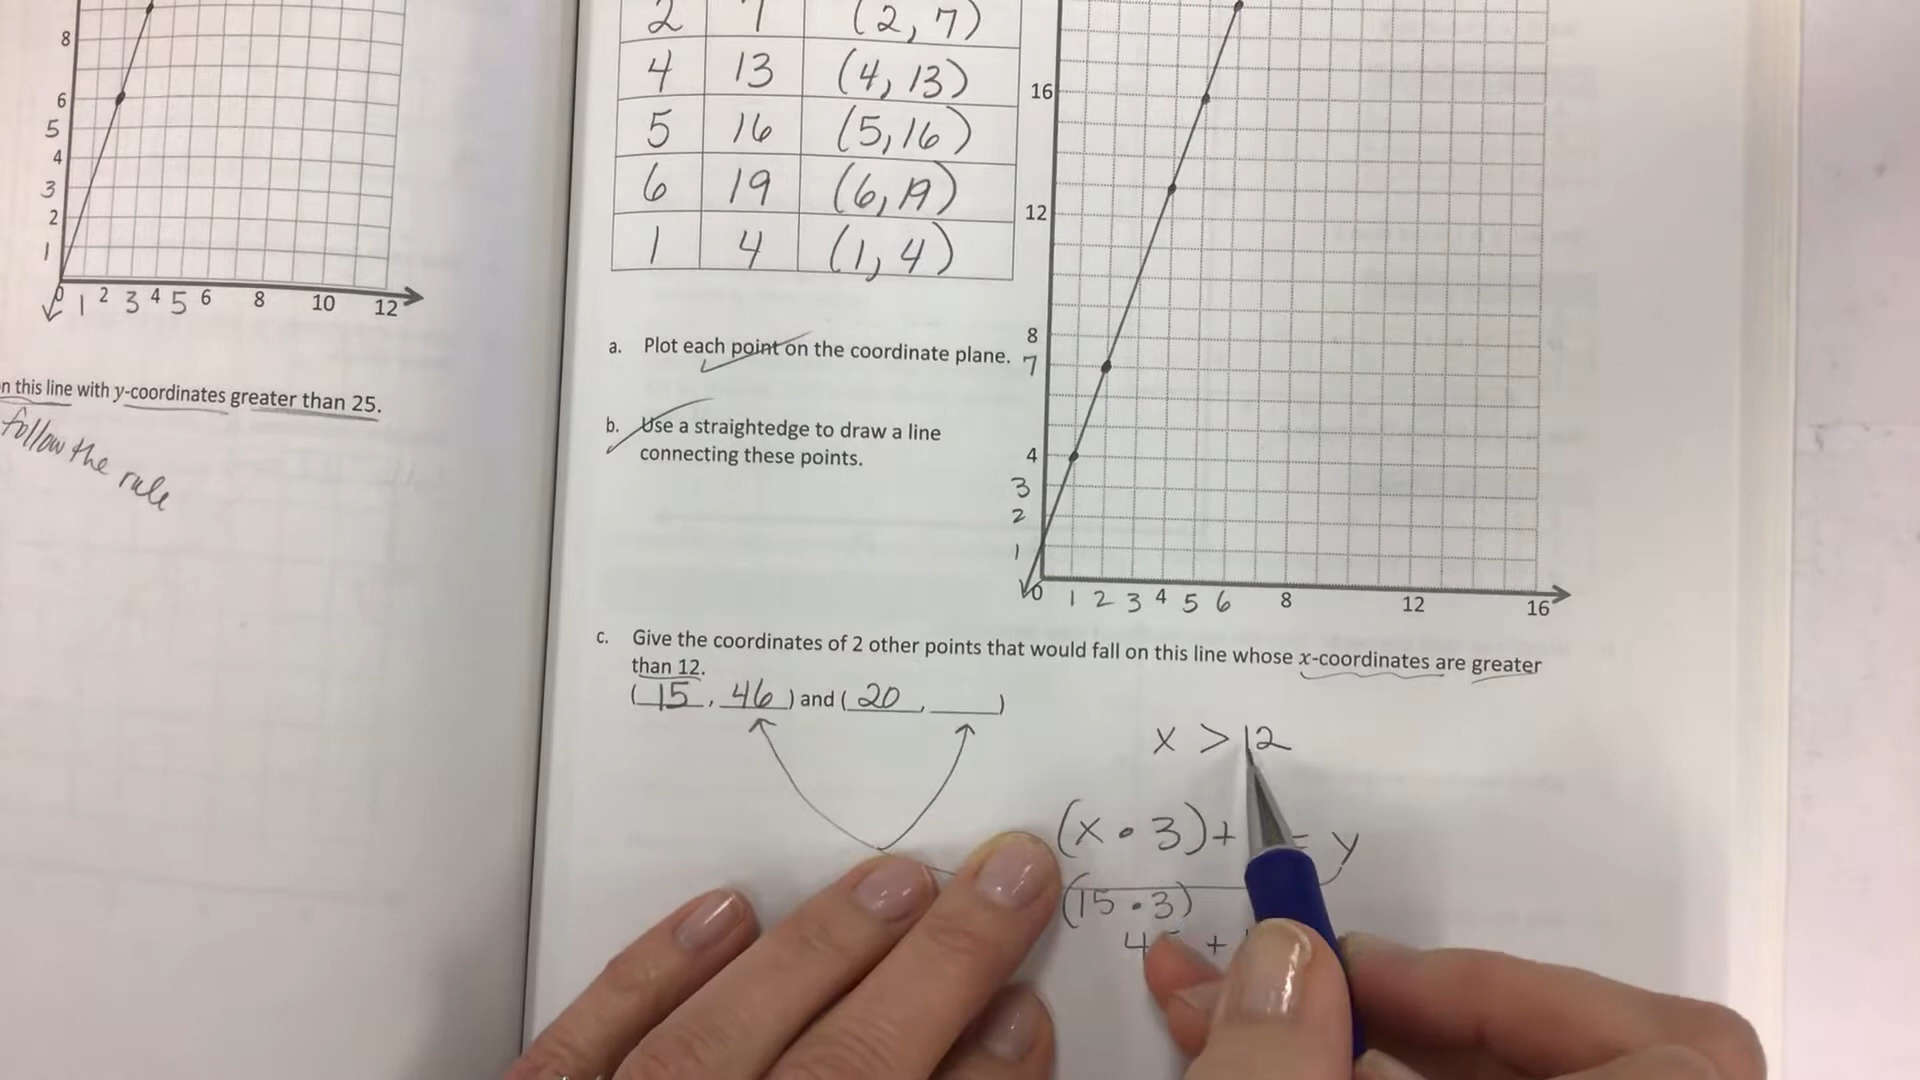 8
6
5
4
3
2
1
0 1 2 3 4 5 6 8 10 12
n this line with y-coordinates greater than 25.
follow the rule
2 7 (2, 7)
4 13 (4, 13)
5 16 (5, 16)
6 19 (6, 19)
1 4 (1, 4)
a. Plot each point on the coordinate plane.
b. Use a straightedge to draw a line
connecting these points.
16
12
8
7
4
3
2
1
0 1 2 3 4 5 6 8 12 16
c. Give the coordinates of 2 other points that would fall on this line whose x-coordinates are greater
than 12.
(15, 46) and (20, ____)
x > 12
(x • 3) + = y
(15 • 3)
4 +